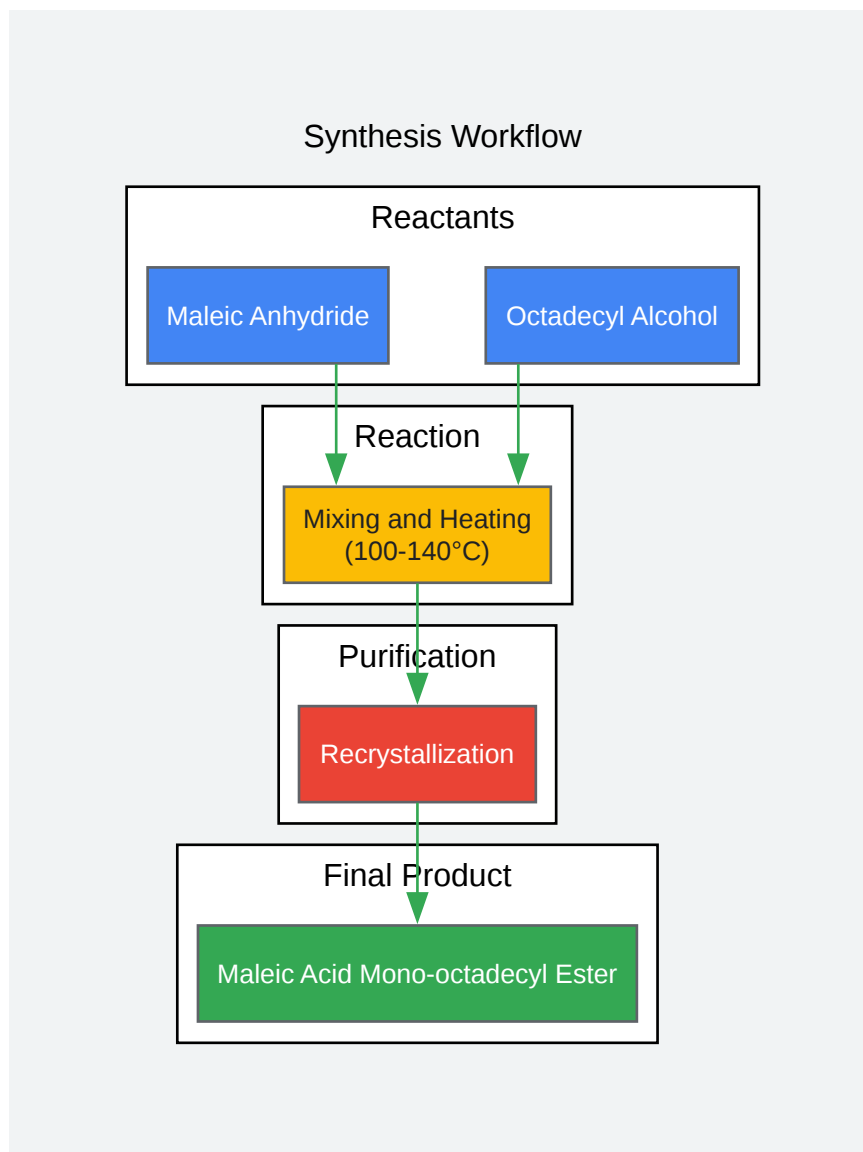 Synthesis Workflow
Reactants
Maleic Anhydride
Octadecyl Alcohol
Reaction
Mixing and Heating
(100-140°C)
Purification
Recrystallization
Final Product
Maleic Acid Mono-octadecyl Ester